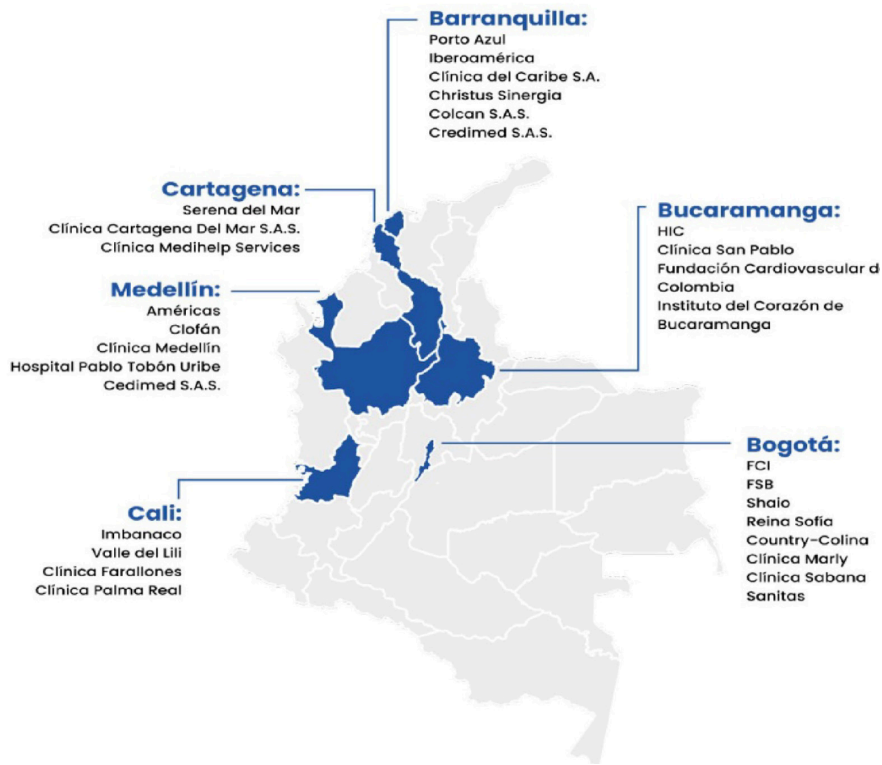 Barranquilla:
Porto Azul
Iberoamérica
Clínica del Caribe S.A.
Christus Sinergia
Colcan S.A.S.
Credimed S.A.S.
Cartagena:
Serena del Mar
Clínica Cartagena Del Mar S.A.S.
Clínica Medihelp Services
Bucaramanga:
HIC
Clínica San Pablo
Fundación Cardiovascular d
Colombia
Instituto del Corazón de
Bucaramanga
Medellín:
Américas
Clofán
Clínica Medellín
Hospital Pablo Tobón Uribe
Cedimed S.A.S.
Bogotá:
FCI
FSB
Shaio
Reina Sofía
Country-Colina
Clínica Marly
Clínica Sabana
Sanitas
Cali:
Imbanaco
Valle del Lili
Clínica Farallones
Clínica Palma Real